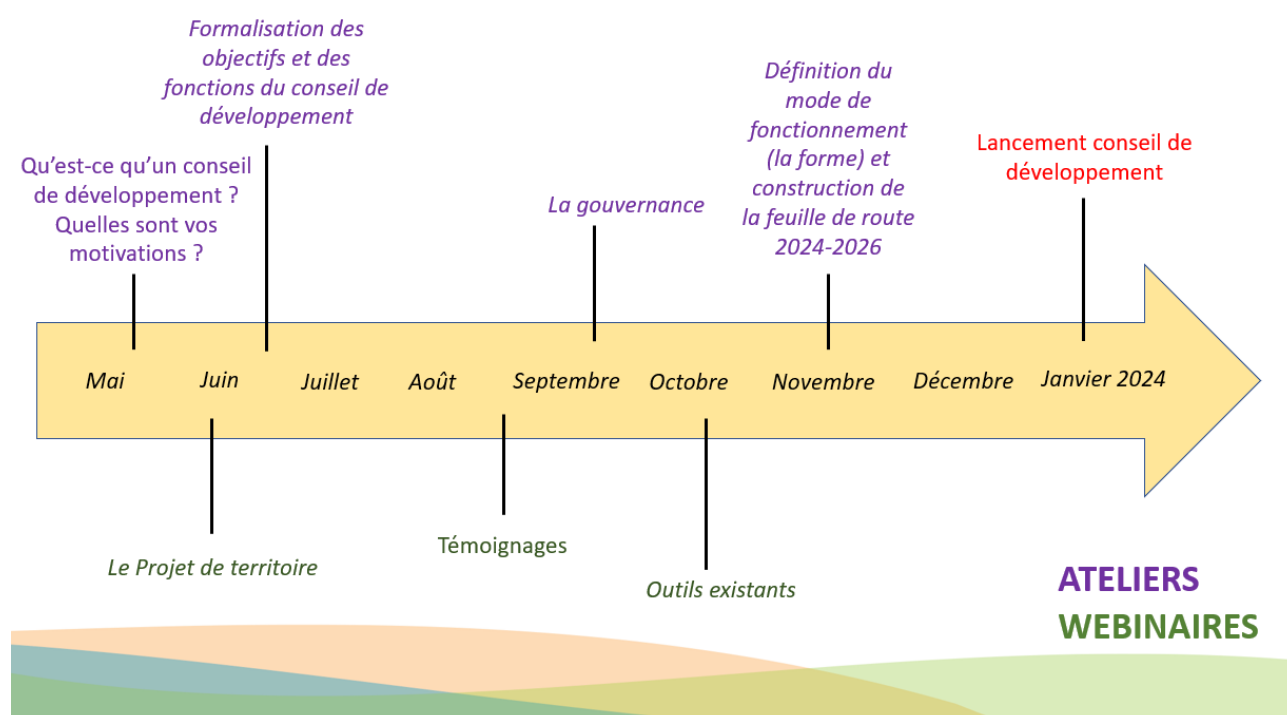 Formalisation des
objectifs et des
fonctions du conseil de
développement
Qu’est-ce qu’un conseil
de développement ?
Quelles sont vos
motivations ?
La gouvernance
Définition du
mode de
fonctionnement
(la forme) et
construction de
la feuille de route
2024-2026
Lancement conseil de
développement
Mai
Juin
Juillet
Août
Septembre
Octobre
Novembre
Décembre
Janvier 2024
Le Projet de territoire
Témoignages
Outils existants
ATELIERS
WEBINAIRES